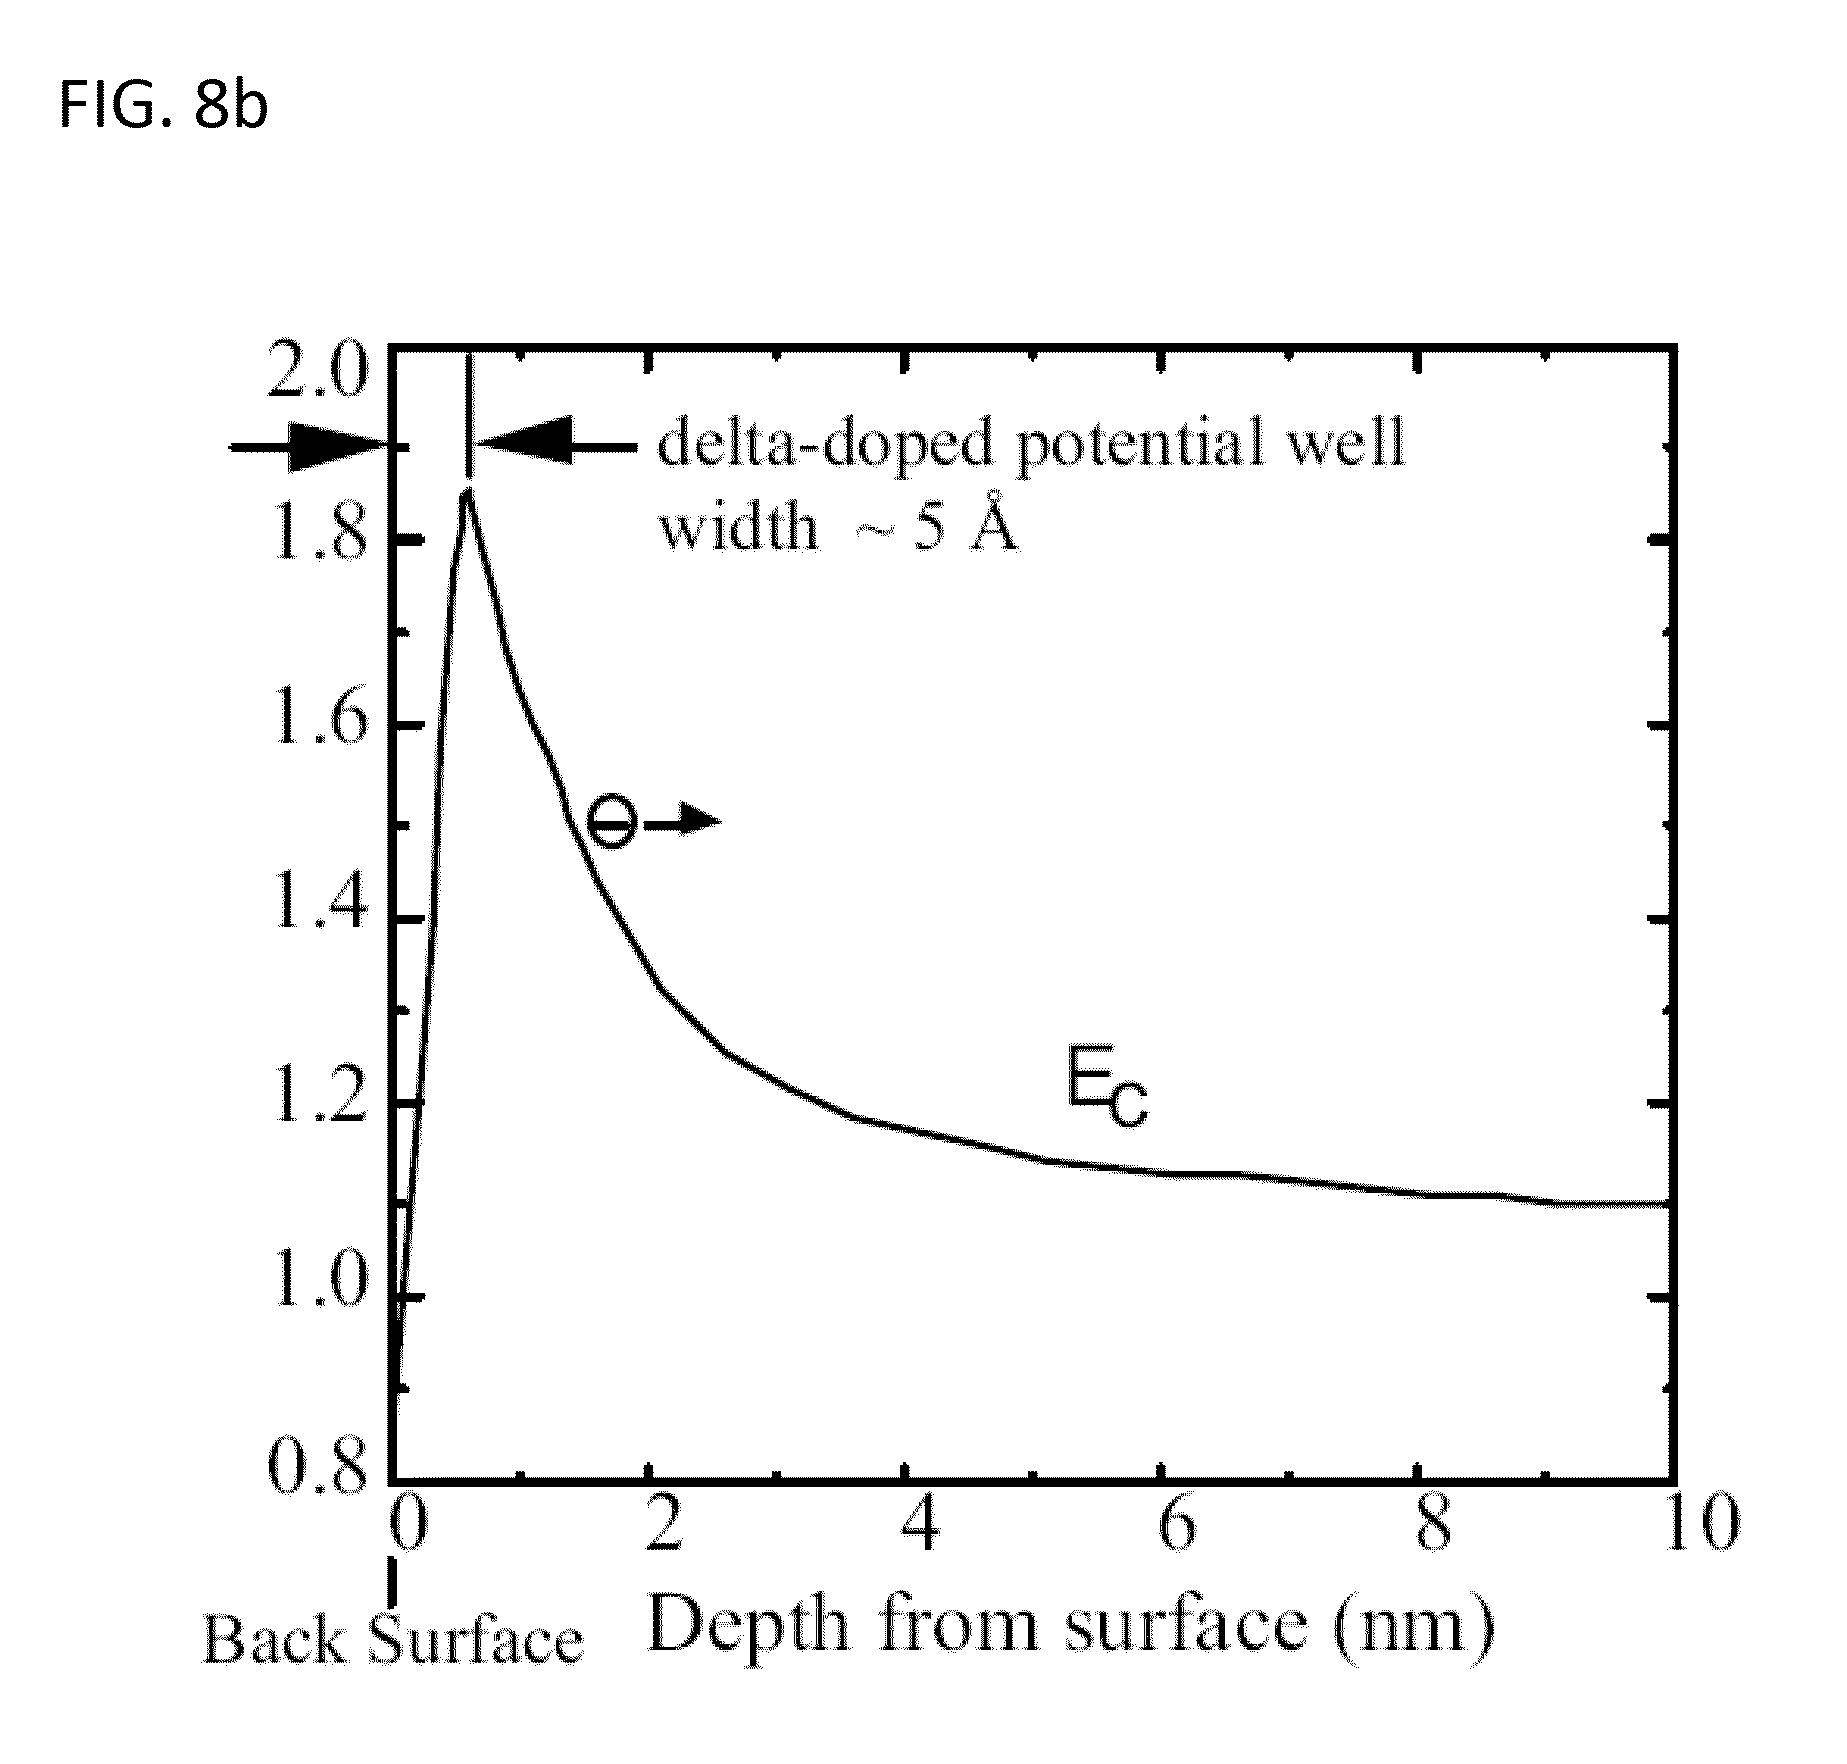 FIG. 8b
2.0
delta-doped potential well
width ~ 5 Å
1.8
1.6
⊖
1.4
1.2
E_C
1.0
0.8
0 2 4 6 8 10
Back Surface
Depth from surface (nm)